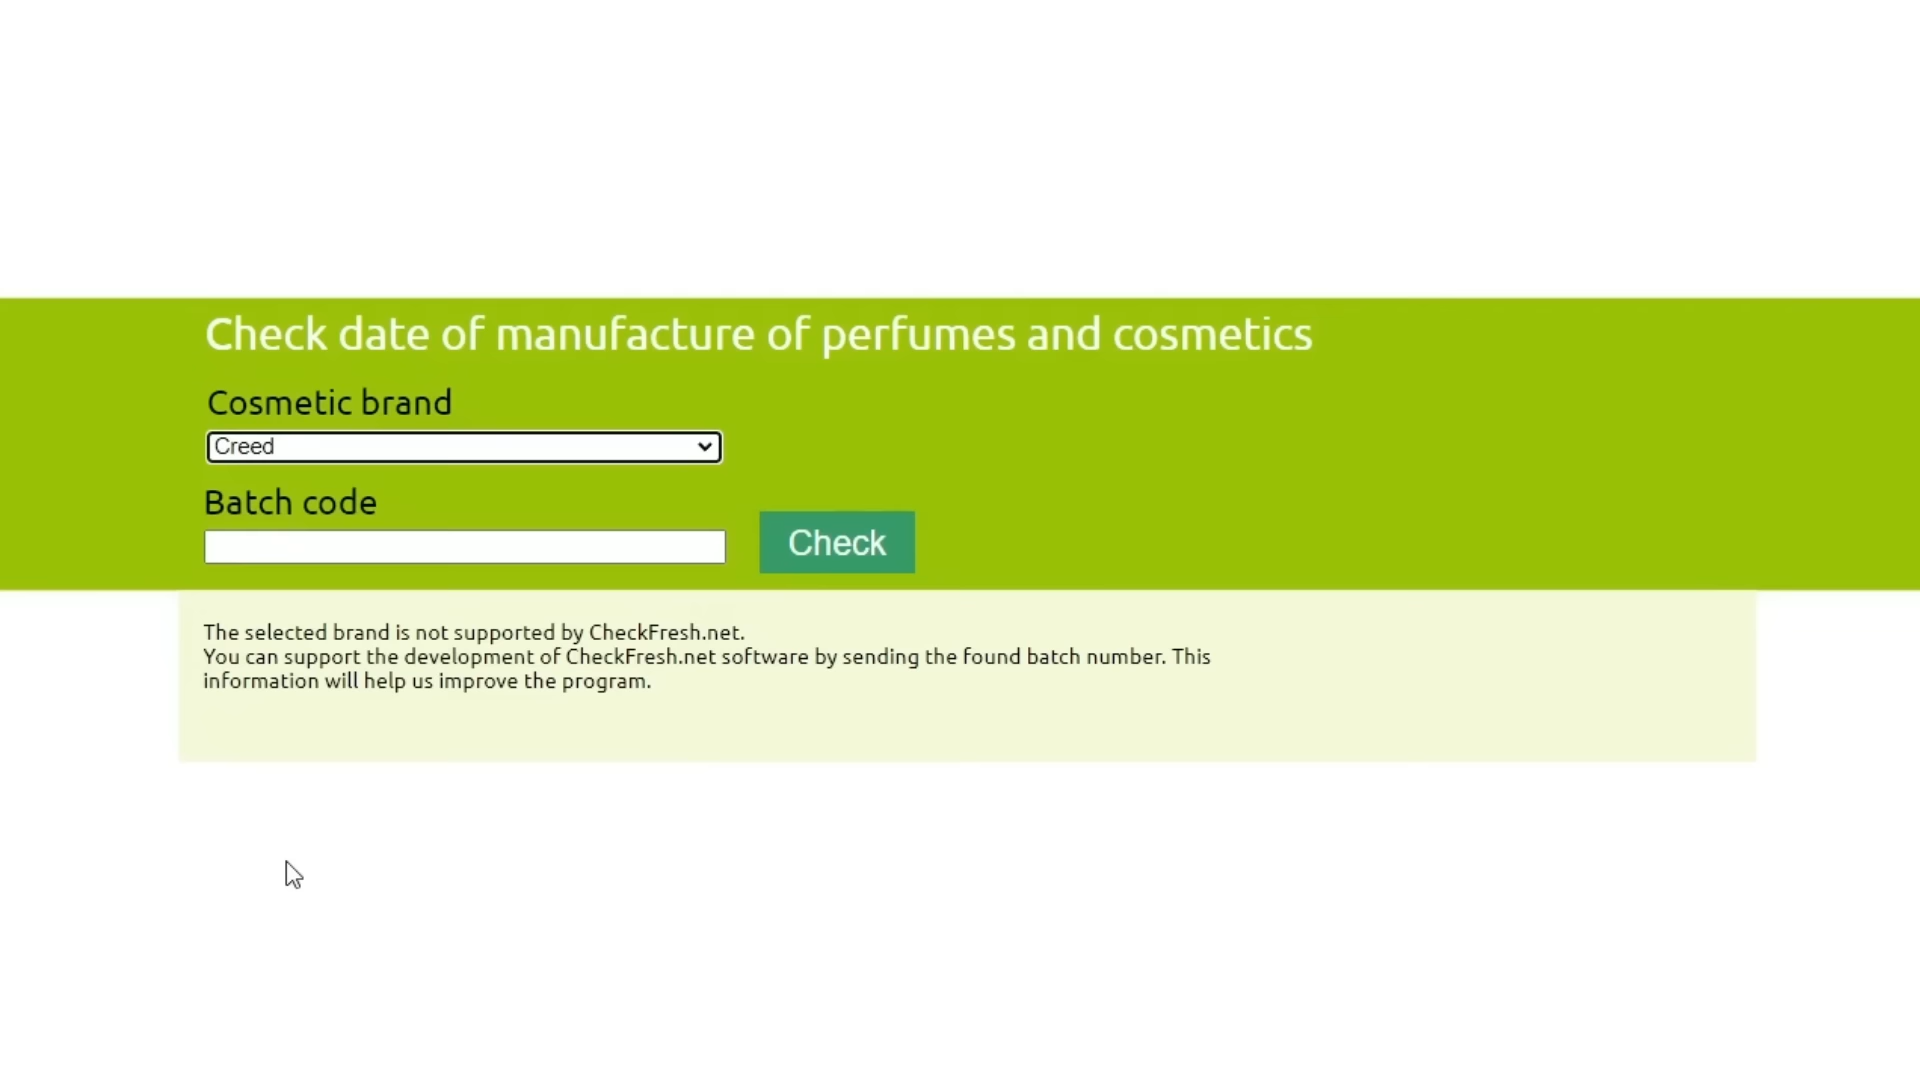 Check date of manufacture of perfumes and cosmetics
Cosmetic brand
Creed
Batch code
Check
The selected brand is not supported by CheckFresh.net.
You can support the development of CheckFresh.net software by sending the found batch number. This
information will help us improve the program.